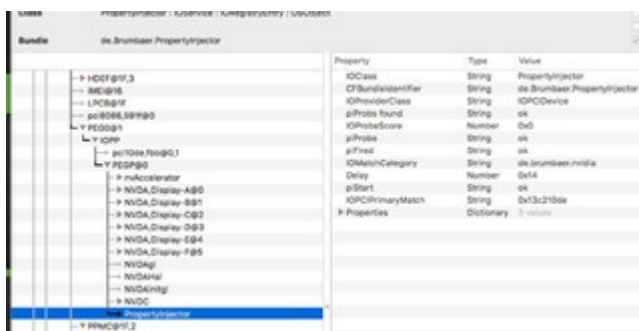 Class PropertyInjector : IOService : IORegistryEntry : OSObject
Bundle de.Brumbaer.PropertyInjector
Property Type Value
IOClass String PropertyInjector
CFBundleIdentifier String de.Brumbaer.PropertyInjector
IOProviderClass String IOPCIDevice
piProbs found String ok
IOProbeScore Number 0x0
piProbe String ok
piFired String ok
IOMatchCategory String de.brumbaer.nvidia
Delay Number 0x14
piStart String ok
IOPCIPrimaryMatch String 0x13c210de
Properties Dictionary 3 values
HDEF@1F,3
IMEI@16
LPCB@1F
pci8086,5911@0
PEG0@1
IOPP
pci10de,fbb@0,1
PEGP@0
nvAccelerator
NVDA,Display-A@0
NVDA,Display-B@1
NVDA,Display-C@2
NVDA,Display-D@3
NVDA,Display-E@4
NVDA,Display-F@5
NVDAgl
NVDAHal
NVDAinitgl
NVDC
PropertyInjector
PPMC@1F,2